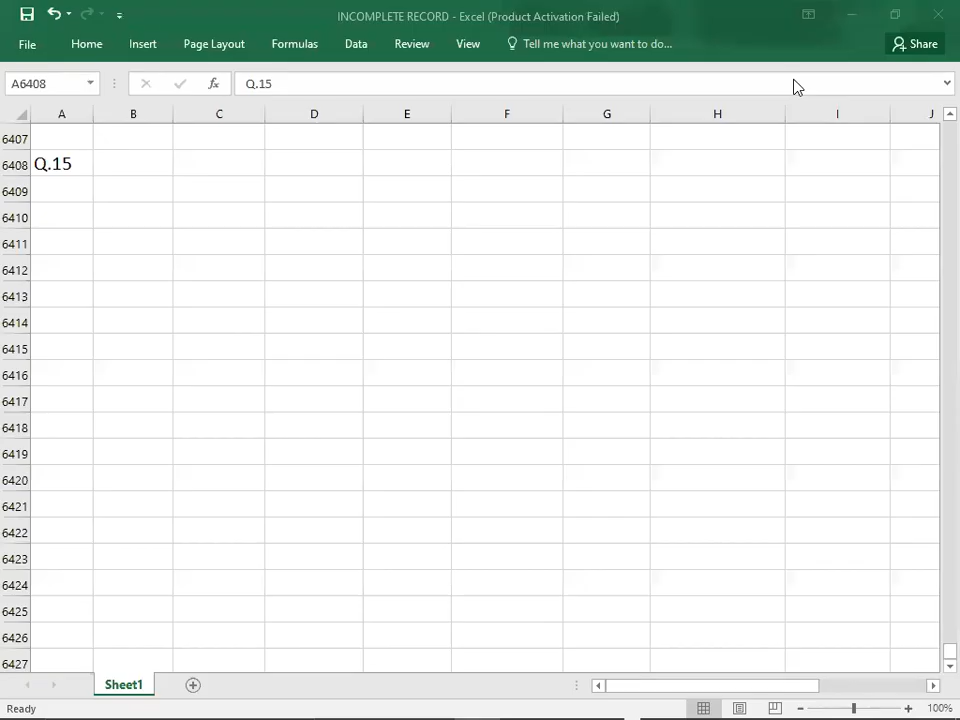 INCOMPLETE RECORD - Excel (Product Activation Failed)
File Home Insert Page Layout Formulas Data Review View Tell me what you want to do... Share
A6408 fx Q.15
A B C D E F G H I J
6407
6408 Q.15
6409
6410
6411
6412
6413
6414
6415
6416
6417
6418
6419
6420
6421
6422
6423
6424
6425
6426
6427
Sheet1
Ready 100%